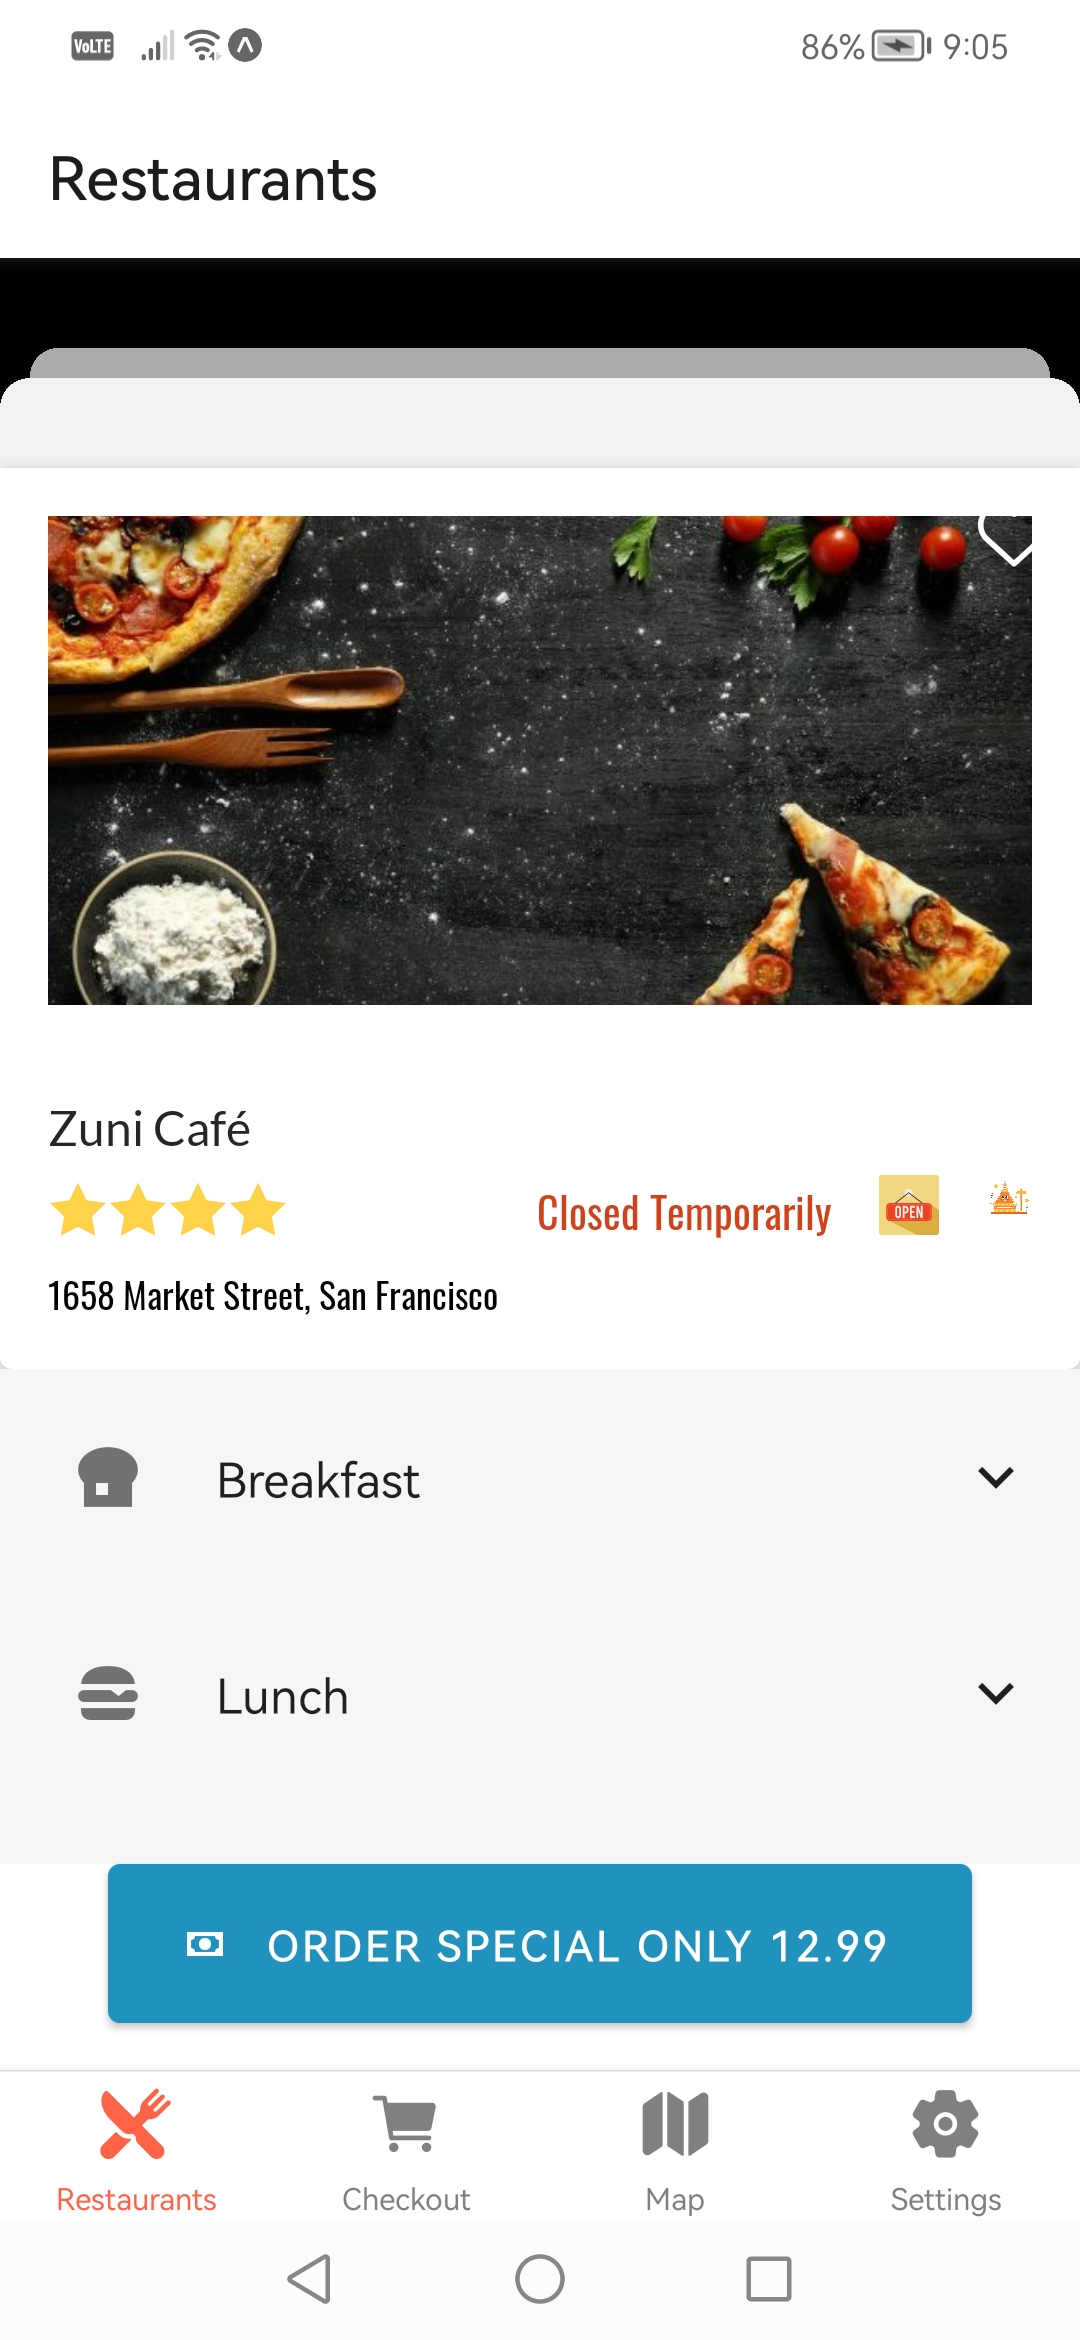 VoLTE
86% 9:05
Restaurants
Zuni Café
Closed Temporarily
OPEN
1658 Market Street, San Francisco
Breakfast
Lunch
ORDER SPECIAL ONLY 12.99
Restaurants Checkout Map Settings